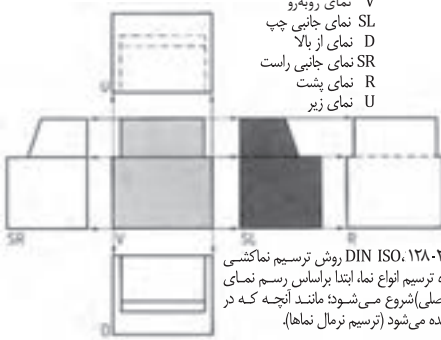 V نمای روبه‌رو
SL نمای جانبی چپ
D نمای از بالا
SR نمای جانبی راست
R نمای پشت
U نمای زیر
U
SR
V
SL
R
D
DIN ISO، ۱۲۸-۲ روش ترسیم نماکشی
ترسیم انواع نما، ابتدا براساس رسم نمای
شروع می‌شود؛ مانند آنچه که در
می‌شود (ترسیم نرمال نماها).